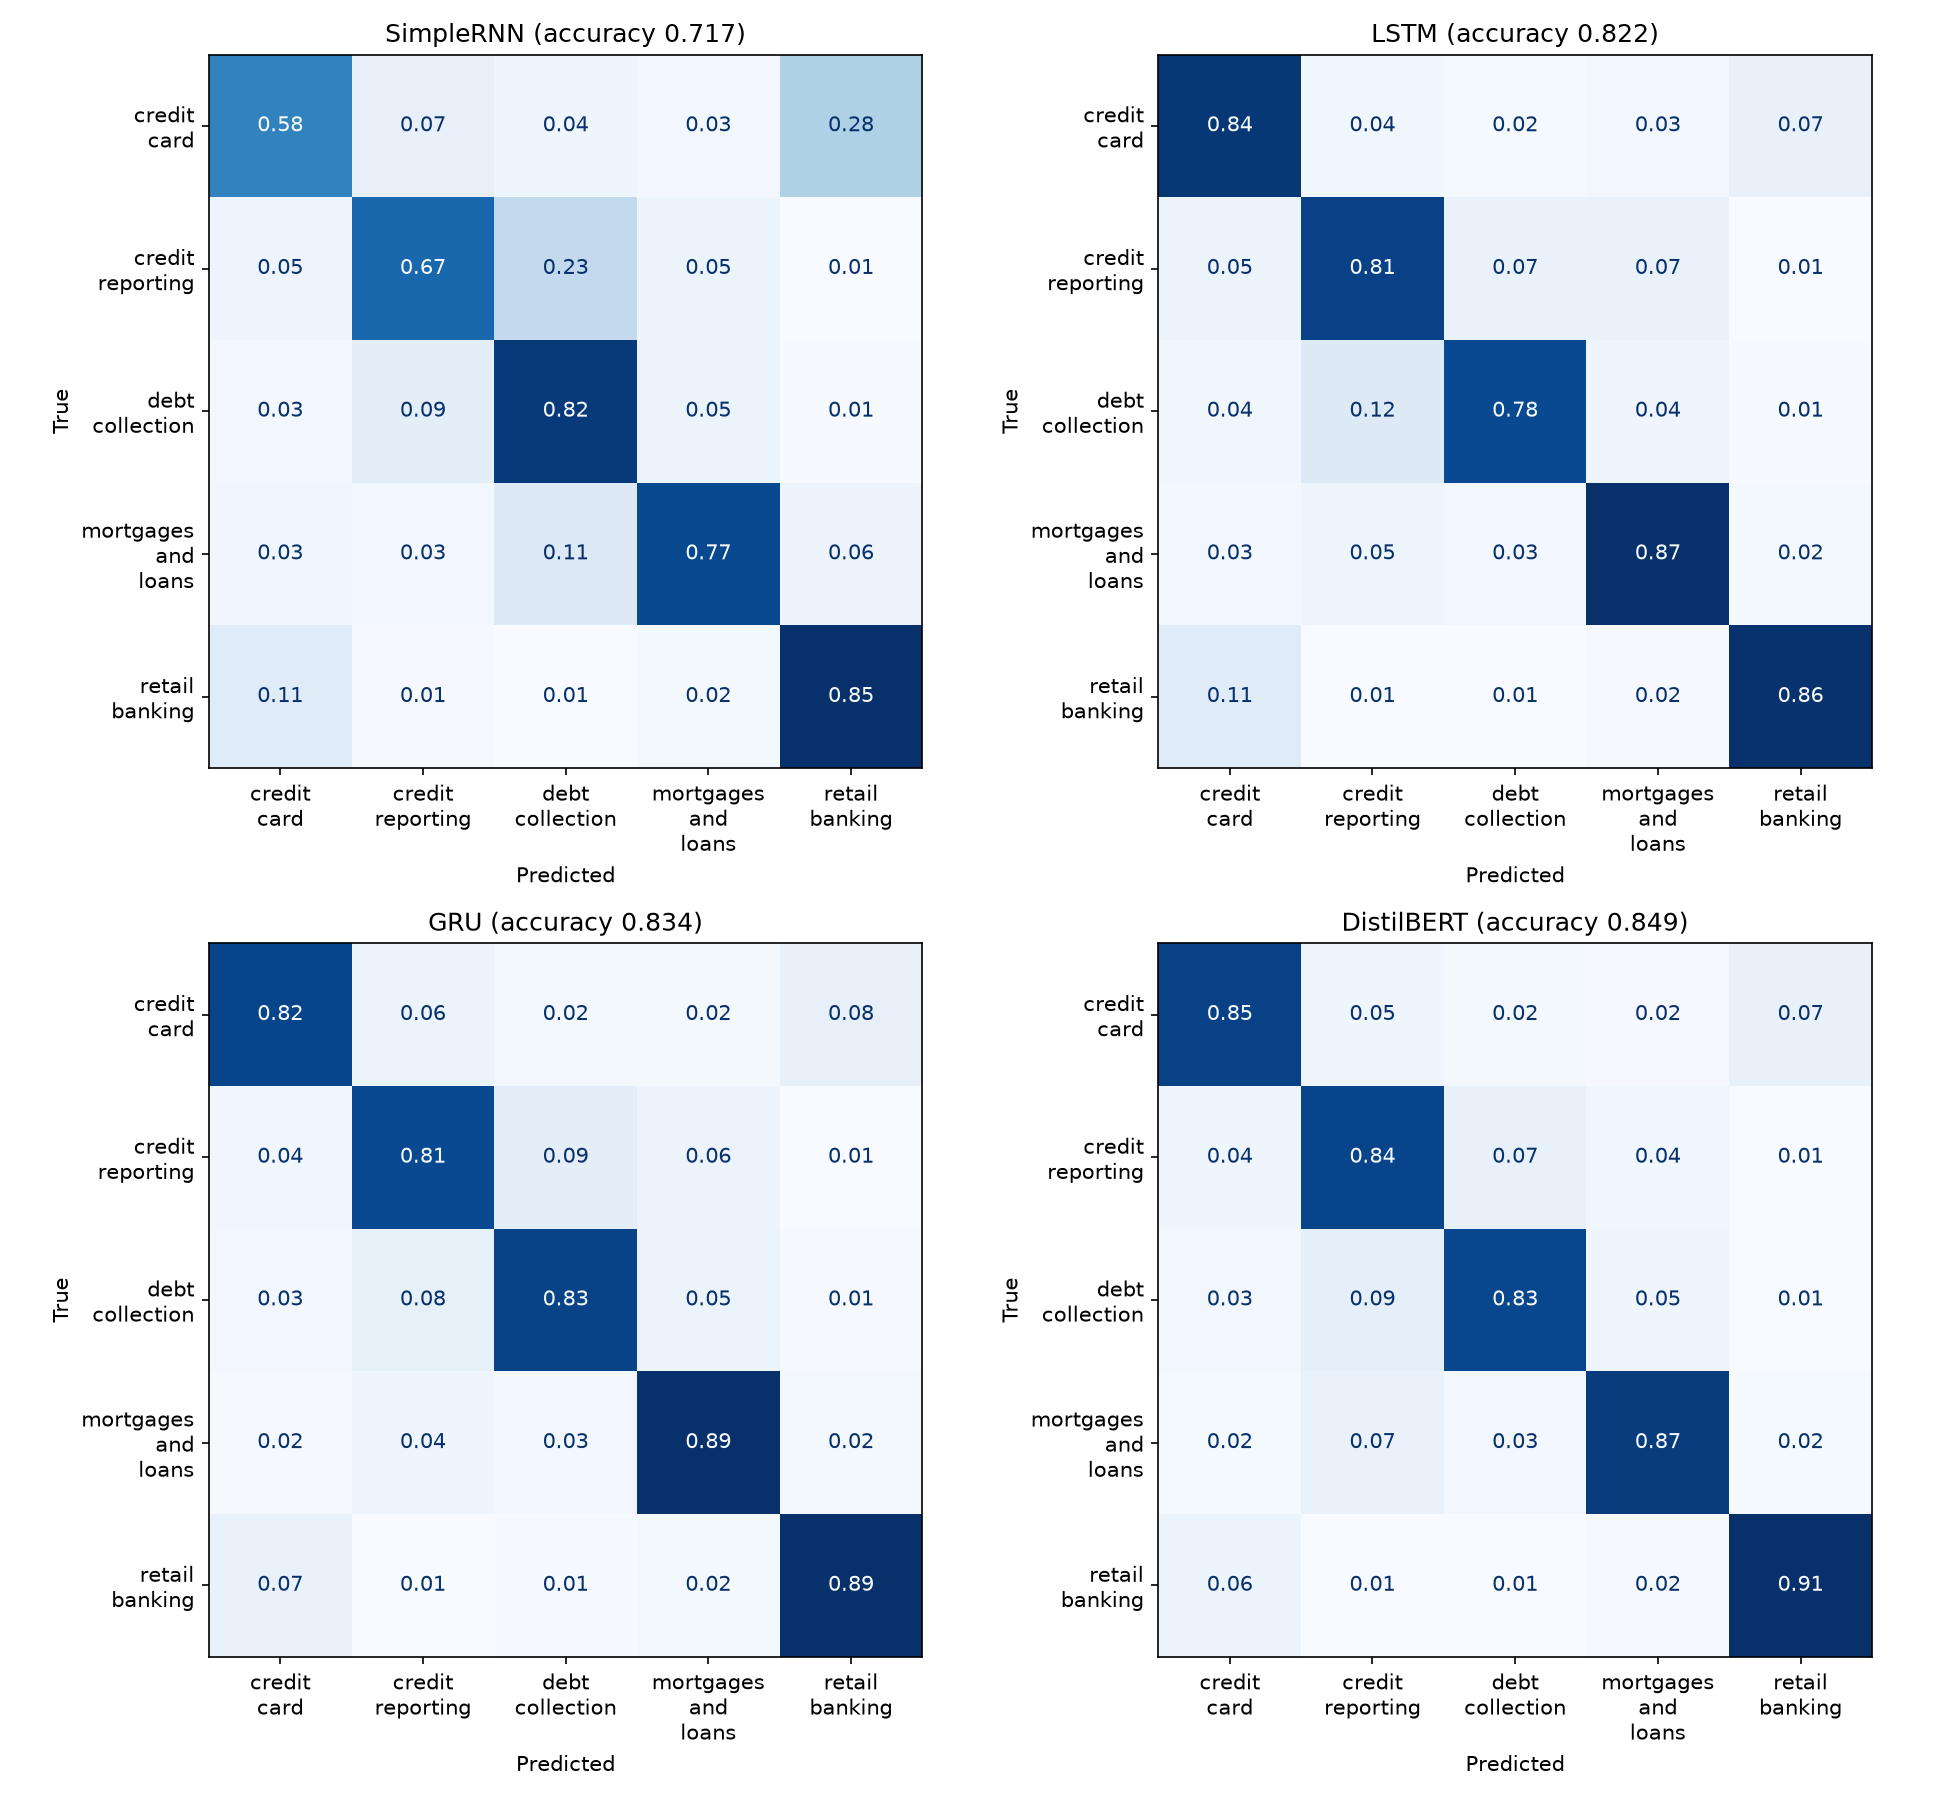 SimpleRNN (accuracy 0.717)
credit
card
0.58 0.07 0.04 0.03 0.28
credit
reporting
0.05 0.67 0.23 0.05 0.01
True
debt
collection
0.03 0.09 0.82 0.05 0.01
mortgages
and
loans
0.03 0.03 0.11 0.77 0.06
retail
banking
0.11 0.01 0.01 0.02 0.85
credit credit debt mortgages retail
card reporting collection and banking
loans
Predicted
LSTM (accuracy 0.822)
credit
card
0.84 0.04 0.02 0.03 0.07
credit
reporting
0.05 0.81 0.07 0.07 0.01
True
debt
collection
0.04 0.12 0.78 0.04 0.01
mortgages
and
loans
0.03 0.05 0.03 0.87 0.02
retail
banking
0.11 0.01 0.01 0.02 0.86
credit credit debt mortgages retail
card reporting collection and banking
loans
Predicted
GRU (accuracy 0.834)
credit
card
0.82 0.06 0.02 0.02 0.08
credit
reporting
0.04 0.81 0.09 0.06 0.01
True
debt
collection
0.03 0.08 0.83 0.05 0.01
mortgages
and
loans
0.02 0.04 0.03 0.89 0.02
retail
banking
0.07 0.01 0.01 0.02 0.89
credit credit debt mortgages retail
card reporting collection and banking
loans
Predicted
DistilBERT (accuracy 0.849)
credit
card
0.85 0.05 0.02 0.02 0.07
credit
reporting
0.04 0.84 0.07 0.04 0.01
True
debt
collection
0.03 0.09 0.83 0.05 0.01
mortgages
and
loans
0.02 0.07 0.03 0.87 0.02
retail
banking
0.06 0.01 0.01 0.02 0.91
credit credit debt mortgages retail
card reporting collection and banking
loans
Predicted